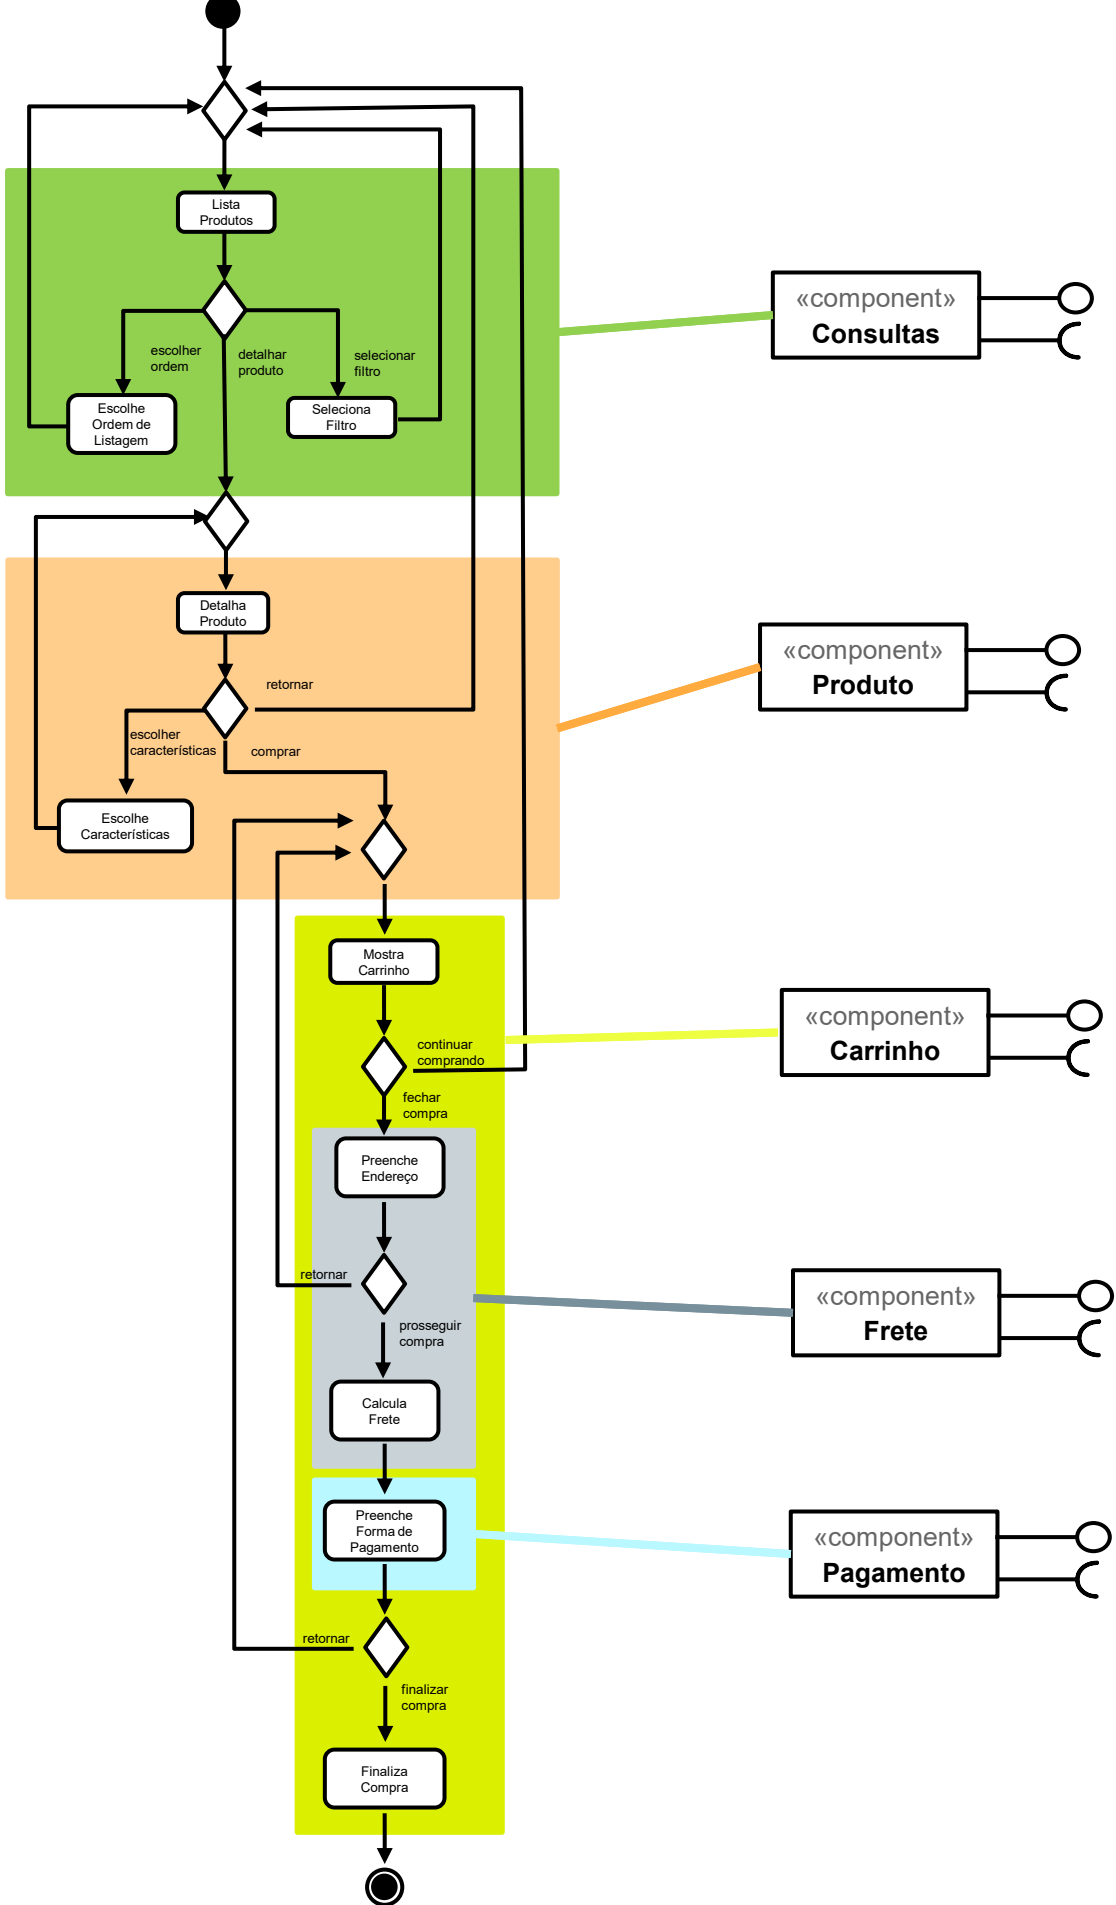 Lista
Produtos
escolher
ordem
detalhar
produto
selecionar
filtro
Escolhe
Ordem de
Listagem
Seleciona
Filtro
«component»
Consultas
Detalha
Produto
retornar
escolher
características
comprar
Escolhe
Características
«component»
Produto
Mostra
Carrinho
continuar
comprando
fechar
compra
«component»
Carrinho
Preenche
Endereço
retornar
prosseguir
compra
Calcula
Frete
«component»
Frete
Preenche
Forma de
Pagamento
«component»
Pagamento
retornar
finalizar
compra
Finaliza
Compra